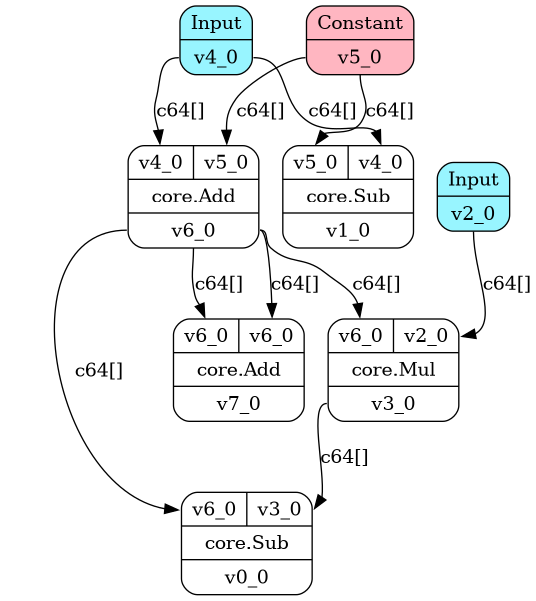 Input
v4_0
Constant
v5_0
c64[]
c64[]
c64[]
c64[]
v4_0 v5_0
core.Add
v6_0
v5_0 v4_0
core.Sub
v1_0
Input
v2_0
c64[]
c64[]
c64[]
c64[]
c64[]
v6_0 v6_0
core.Add
v7_0
v6_0 v2_0
core.Mul
v3_0
c64[]
v6_0 v3_0
core.Sub
v0_0